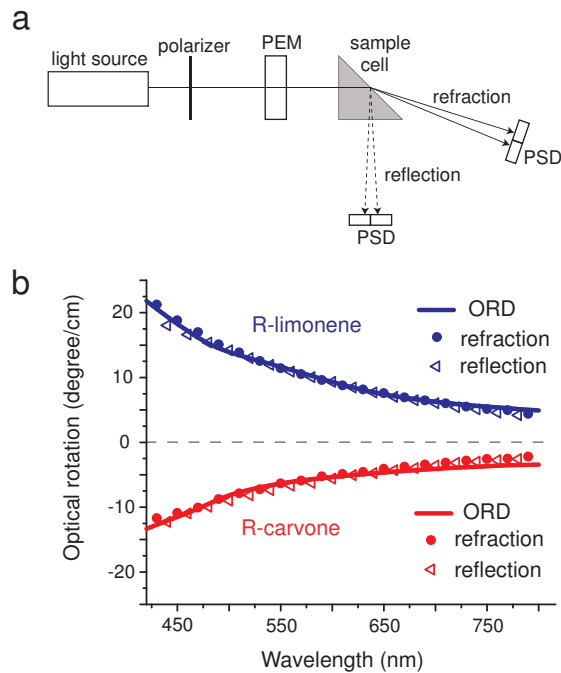 a
light source
polarizer
PEM
sample
cell
refraction
PSD
reflection
PSD
b
Optical rotation (degree/cm)
20
10
0
-10
-20
R-limonene
ORD
refraction
reflection
R-carvone
ORD
refraction
reflection
450
550
650
750
Wavelength (nm)